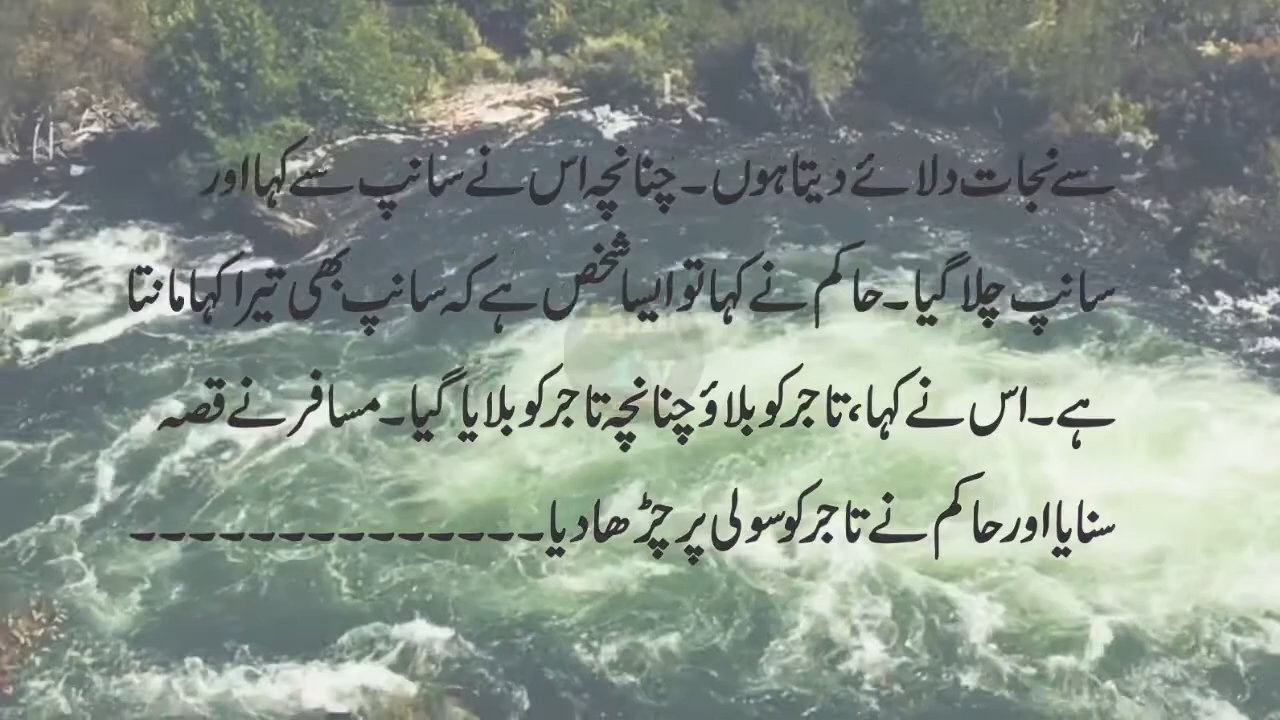 سے نجات دلائے دیتا ہوں۔ چنانچہ اس نے سانپ سے کہا اور
سانپ چلا گیا۔ حاکم نے کہا تو ایسا شخص ہے کہ سانپ بھی تیرا کہا مانتا
ہے۔ اس نے کہا، تاجر کو بلاؤ چنانچہ تاجر کو بلایا گیا۔ مسافر نے قصہ
سنایا اور حاکم نے تاجر کو سولی پر چڑھا دیا۔۔۔۔۔۔۔۔۔۔۔۔۔۔۔